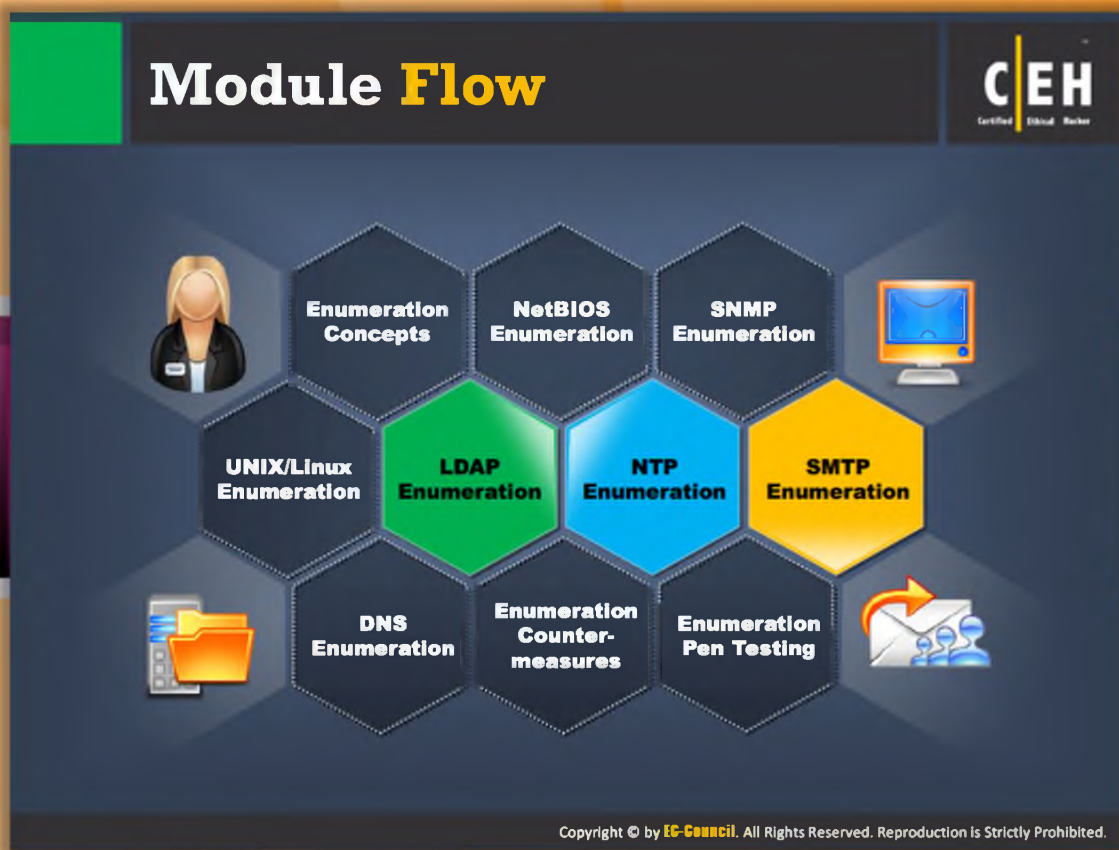 Module Flow
C|EH
Certified Ethical Hacker
Enumeration
Concepts
NetBIOS
Enumeration
SNMP
Enumeration
UNIX/Linux
Enumeration
LDAP
Enumeration
NTP
Enumeration
SMTP
Enumeration
DNS
Enumeration
Enumeration
Counter-
measures
Enumeration
Pen Testing
Copyright © by EC-Council. All Rights Reserved. Reproduction is Strictly Prohibited.